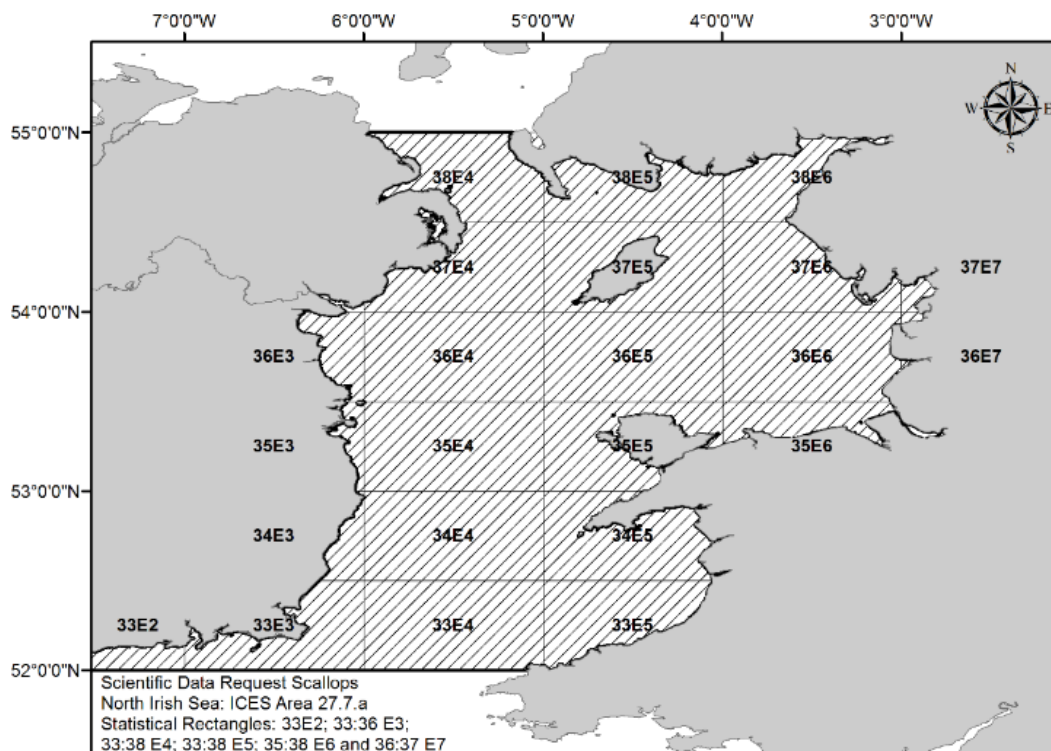 7°0'0"W 6°0'0"W 5°0'0"W 4°0'0"W 3°0'0"W
N
W E
S
55°0'0"N
38E4 38E5 38E6
37E4 37E5 37E6 37E7
54°0'0"N
36E3 36E4 36E5 36E6 36E7
35E3 35E4 35E5 35E6
53°0'0"N
34E3 34E4 34E5
33E2 33E3 33E4 33E5
52°0'0"N
Scientific Data Request Scallops
North Irish Sea: ICES Area 27.7.a
Statistical Rectangles: 33E2; 33:36 E3;
33:38 E4; 33:38 E5; 35:38 E6 and 36:37 E7